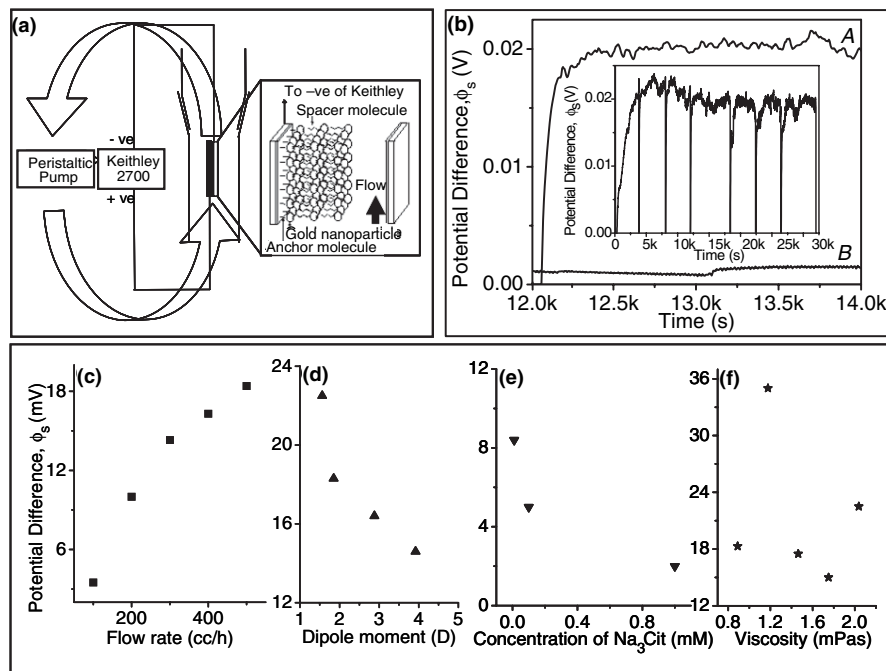 (a)
To –ve of Keithley
Spacer molecule
- ve
Peristaltic
Pump
Keithley
2700
+ ve
Flow
Gold nanoparticle
Anchor molecule
(b)
Potential Difference,ϕs (V)
0.02
0.01
0.00
12.0k 12.5k 13.0k 13.5k 14.0k
Time (s)
A
B
Potential Difference, ϕs(V)
0.02
0.01
0.00
0 5k 10k 15k 20k 25k 30k
Time (s)
(c)
Potential Difference, ϕs (mV)
18
12
6
200 400
Flow rate (cc/h)
(d)
24
20
16
12
1 2 3 4 5
Dipole moment (D)
(e)
12
8
4
0
0.0 0.4 0.8
Concentration of Na3Cit (mM)
(f)
36
30
24
18
12
0.8 1.2 1.6 2.0
Viscosity (mPas)